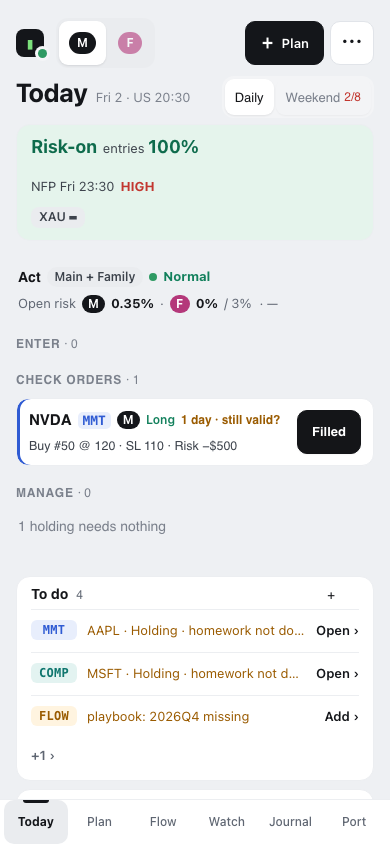 M F + Plan ···
Today Fri 2 · US 20:30 Daily Weekend 2/8
Risk-on entries 100%
NFP Fri 23:30 HIGH
XAU
Act Main + Family Normal
Open risk M 0.35% · F 0% / 3% · —
ENTER · 0
CHECK ORDERS · 1
NVDA MMT M Long 1 day · still valid?
Buy #50 @ 120 · SL 110 · Risk −$500
Filled
MANAGE · 0
1 holding needs nothing
To do 4 +
MMT AAPL · Holding · homework not do... Open ›
COMP MSFT · Holding · homework not d... Open ›
FLOW playbook: 2026Q4 missing Add ›
+1 ›
Today Plan Flow Watch Journal Port